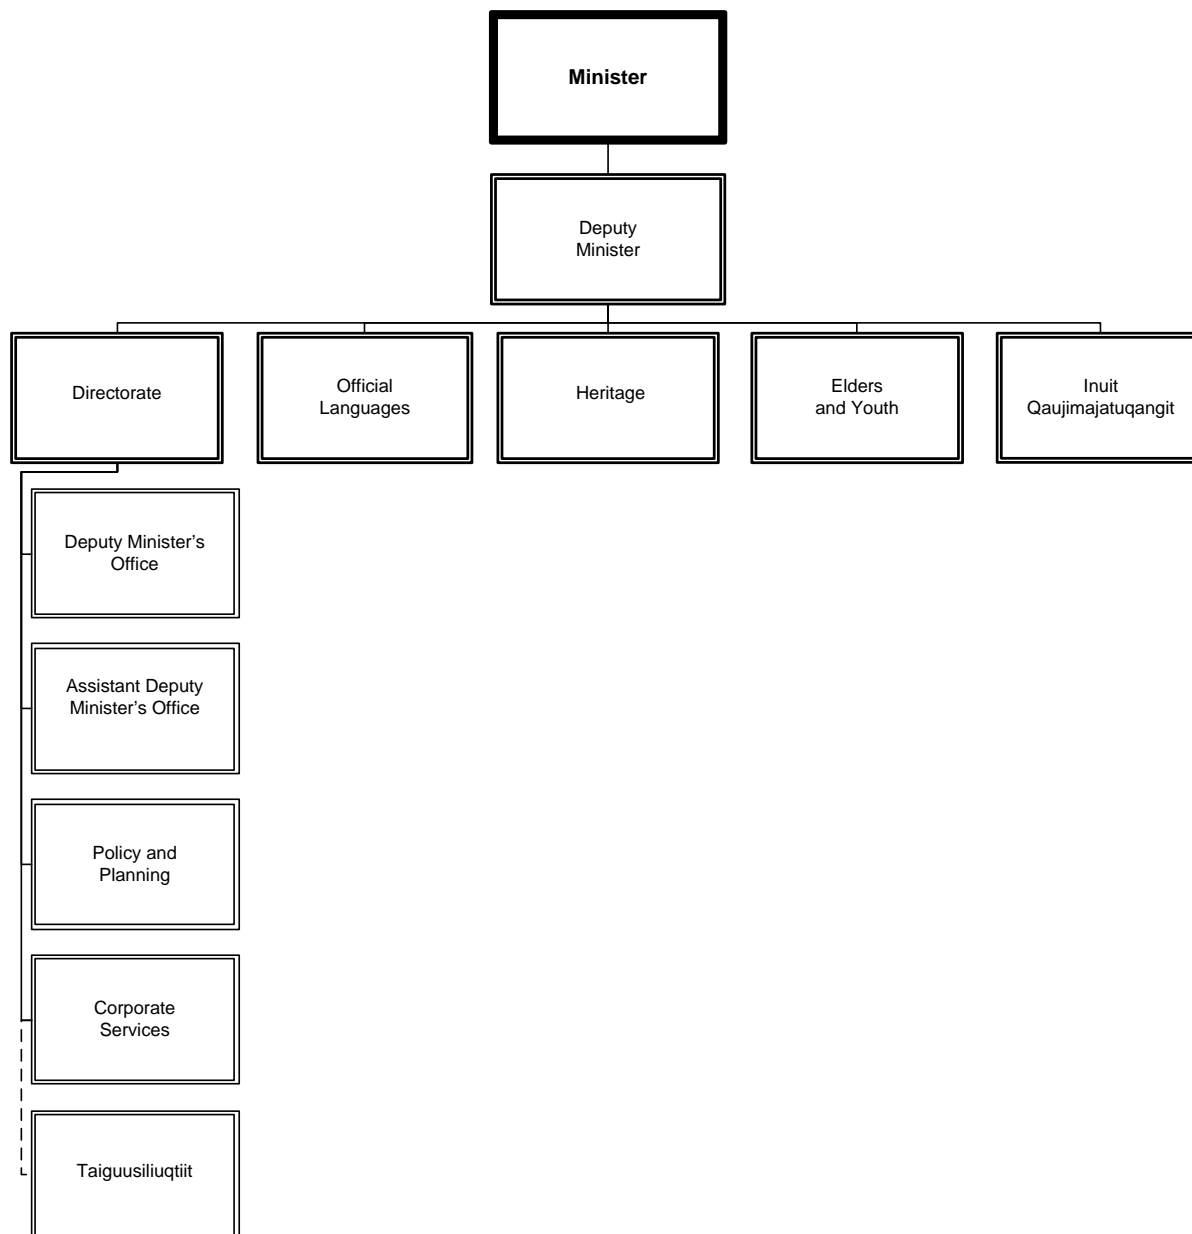 Minister
Deputy
Minister
Directorate
Official
Languages
Heritage
Elders
and Youth
Inuit
Qaujimajatuqangit
Deputy Minister’s
Office
Assistant Deputy
Minister’s Office
Policy and
Planning
Corporate
Services
Taiguusiliuqtiit